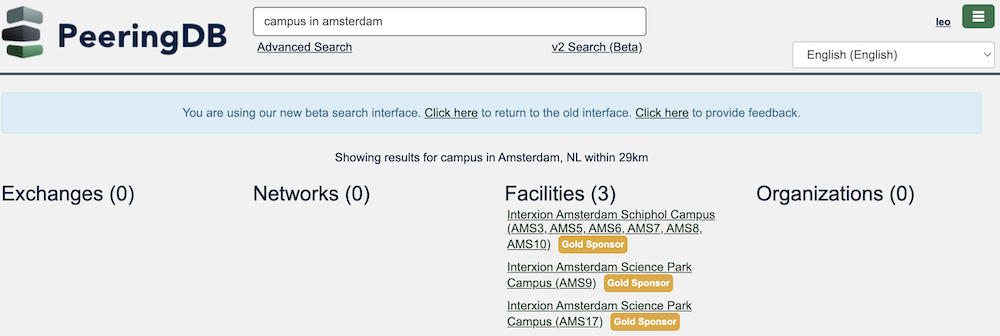 campus in amsterdam
leo
PeeringDB
Advanced Search
v2 Search (Beta)
English (English)
You are using our new beta search interface. Click here to return to the old interface. Click here to provide feedback.
Showing results for campus in Amsterdam, NL within 29km
Exchanges (0)
Networks (0)
Facilities (3)
Organizations (0)
Interxion Amsterdam Schiphol Campus
(AMS3, AMS5, AMS6, AMS7, AMS8,
AMS10) Gold Sponsor
Interxion Amsterdam Science Park
Campus (AMS9) Gold Sponsor
Interxion Amsterdam Science Park
Campus (AMS17) Gold Sponsor